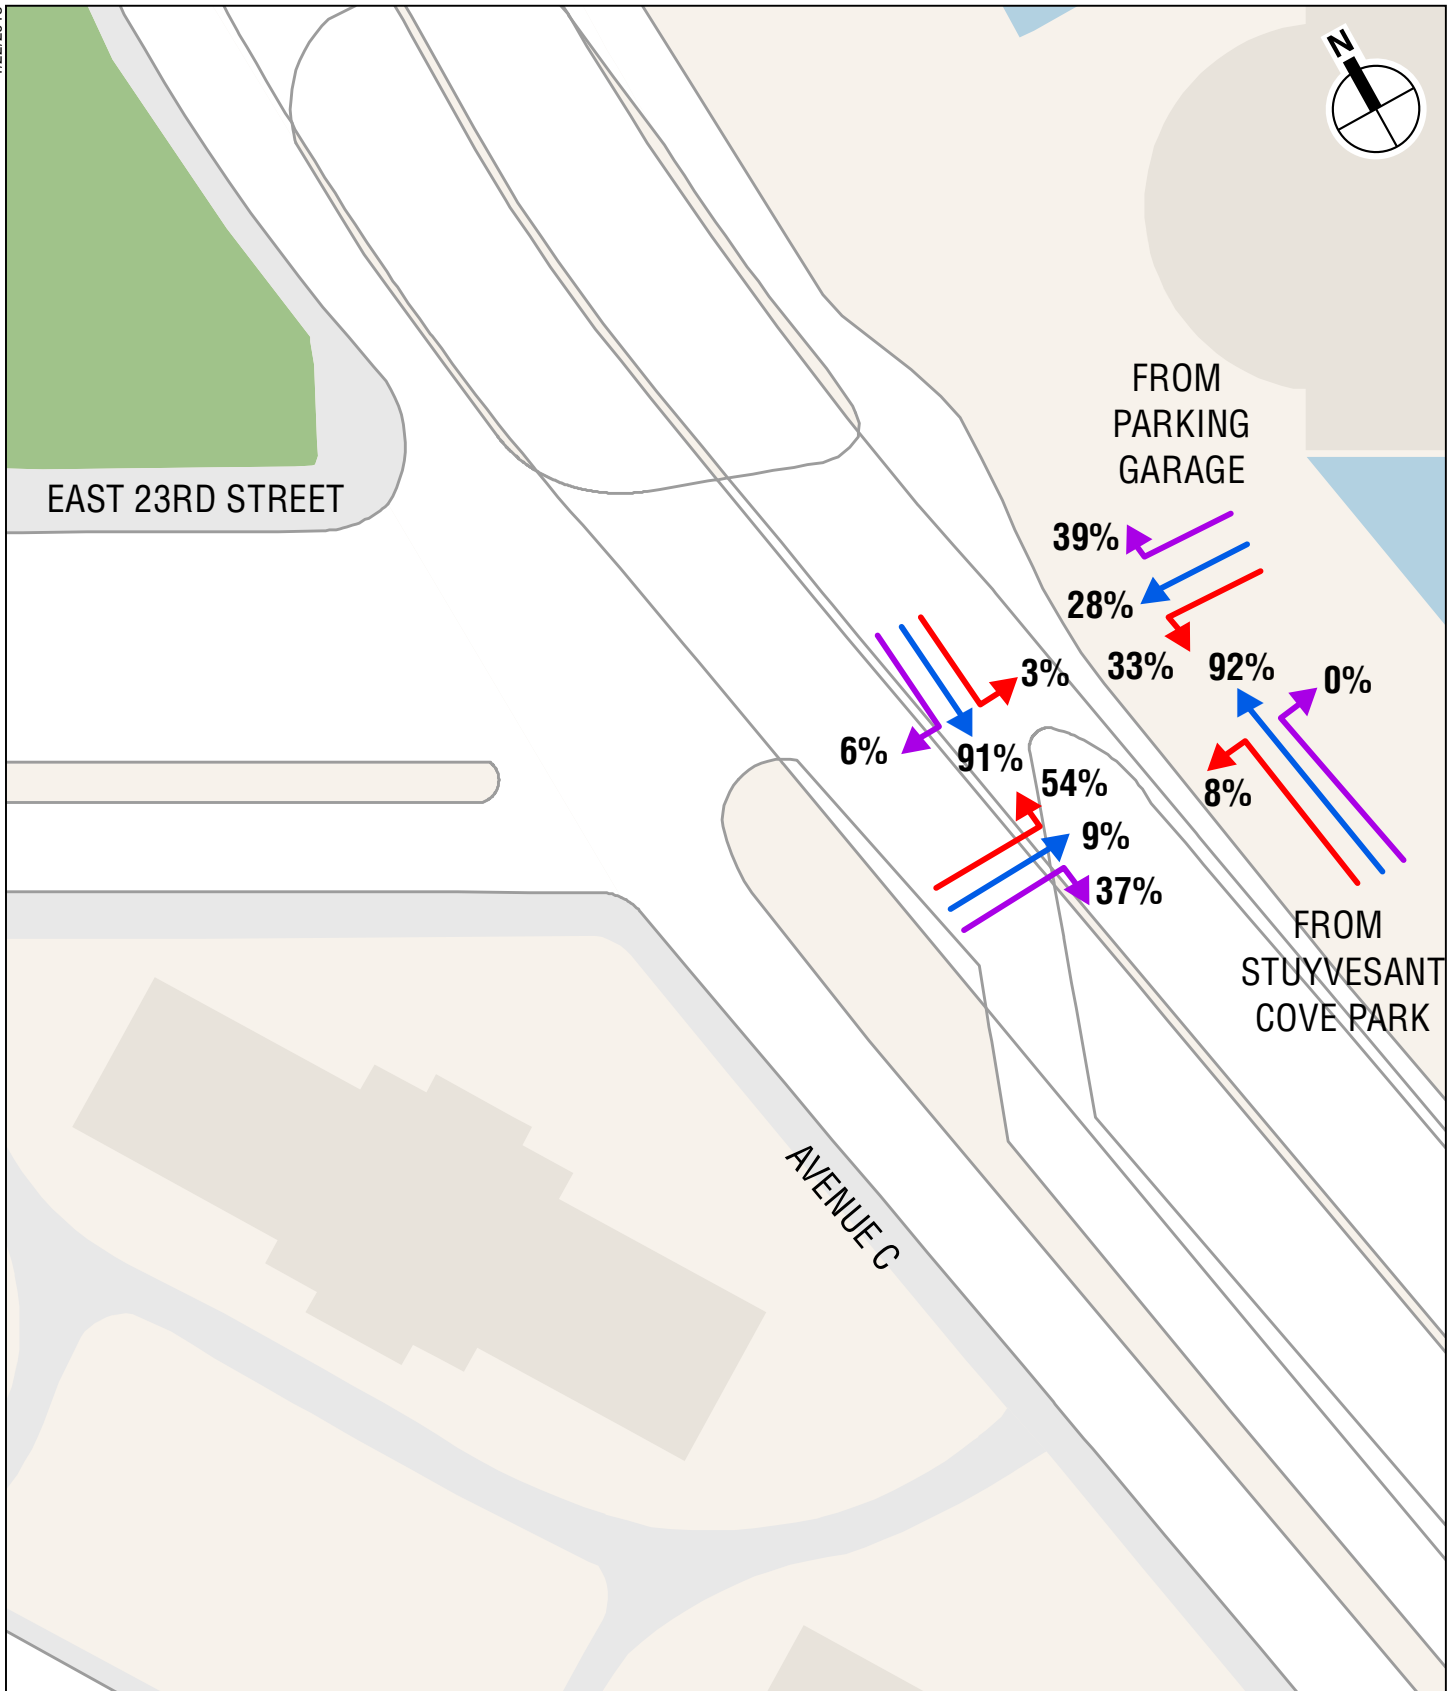 N
FROM
PARKING
GARAGE
EAST 23RD STREET
39%
28%
33%
92%
0%
3%
6%
91%
54%
8%
9%
37%
FROM
STUYVESANT
COVE PARK
AVENUE C